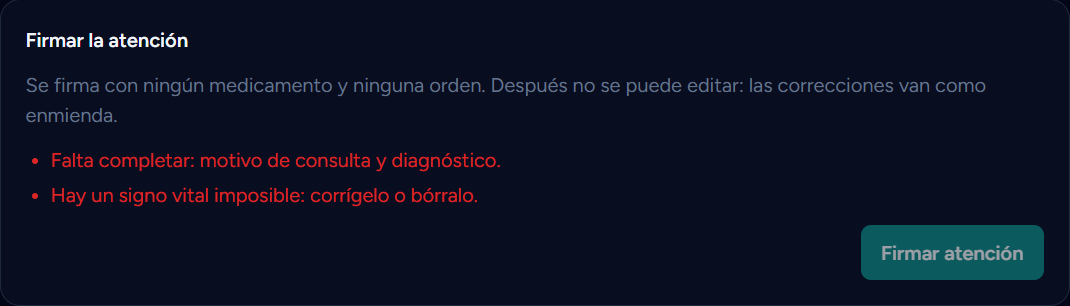 Firmar la atención
Se firma con ningún medicamento y ninguna orden. Después no se puede editar: las correcciones van como
enmienda.
• Falta completar: motivo de consulta y diagnóstico.
• Hay un signo vital imposible: corrígelo o bórralo.
Firmar atención